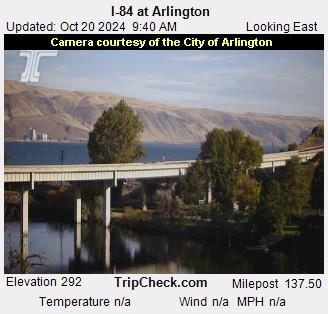 I-84 at Arlington
Updated: Oct 20 2024 9:40 AM Looking East
Camera courtesy of the City of Arlington
Elevation 292 TripCheck.com Milepost 137.50
Temperature n/a Wind n/a MPH n/a